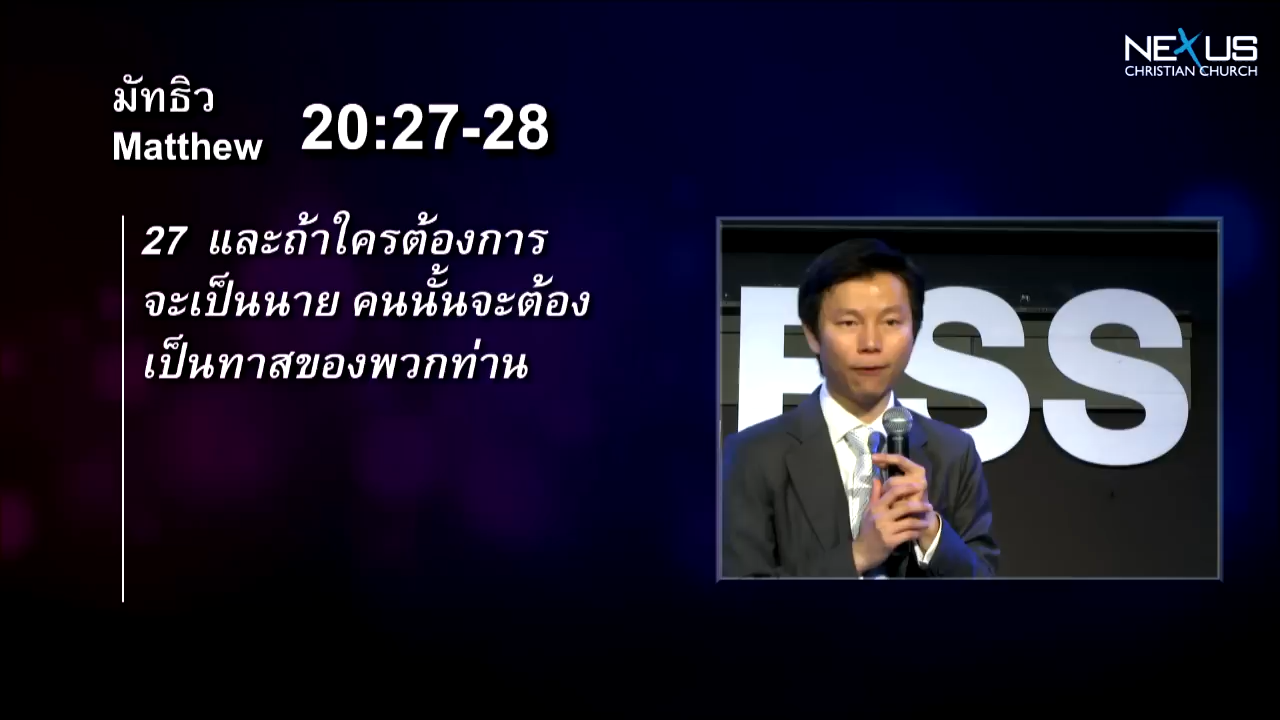 NEXUS
CHRISTIAN CHURCH
มัทธิว
Matthew 20:27-28
27 และถ้าใครต้องการ
จะเป็นนาย คนนั้นจะต้อง
เป็นทาสของพวกท่าน
ESS